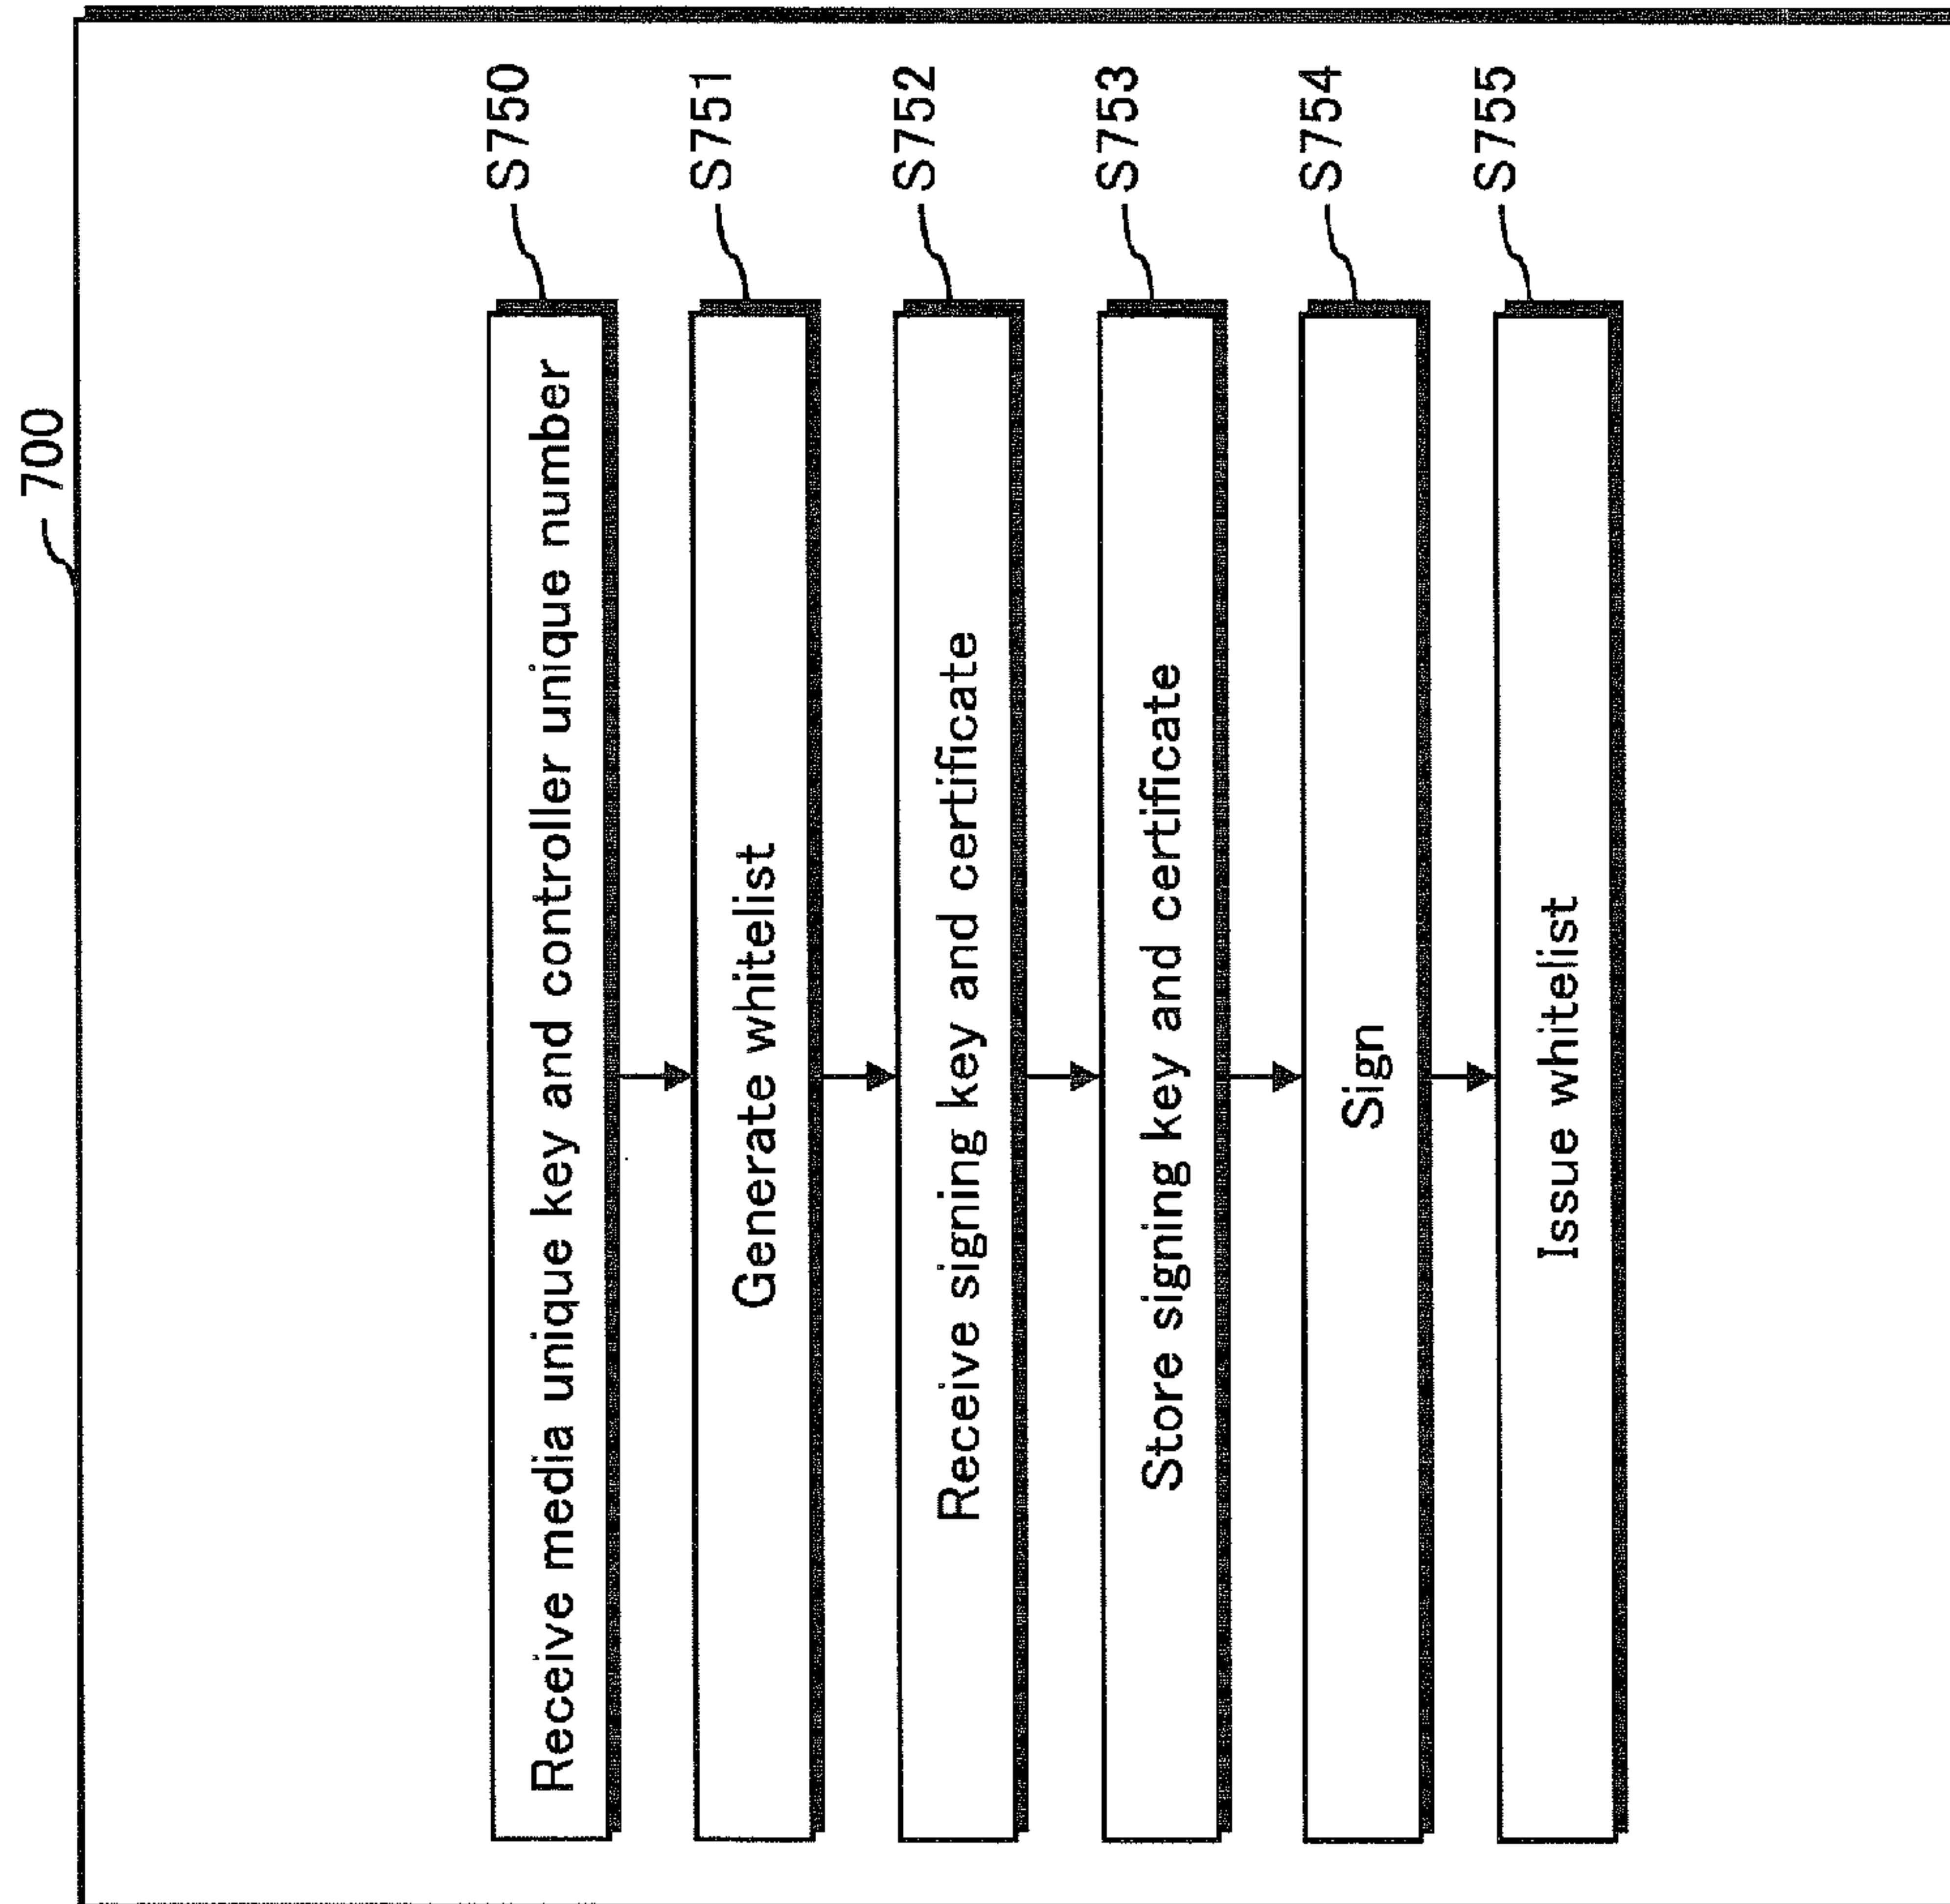 700
Receive media unique key and controller unique number
S750
Generate whitelist
S751
Receive signing key and certificate
S752
Store signing key and certificate
S753
Sign
S754
Issue whitelist
S755